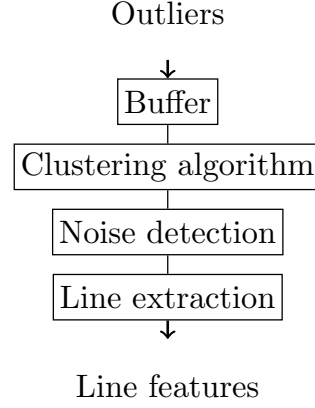 Outliers
Buffer
Clustering algorithm
Noise detection
Line extraction
Line features